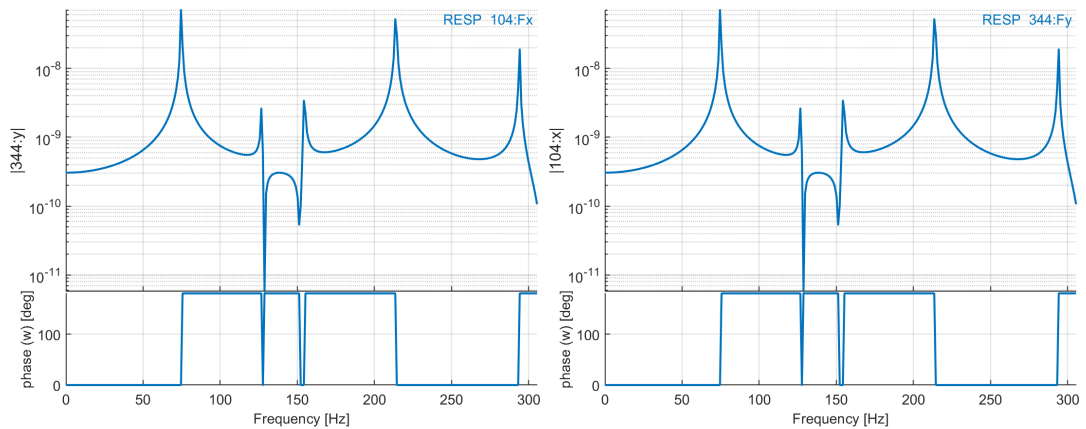 RESP 104:Fx
10^-8
10^-9
10^-10
10^-11
|344:y|
100
0
phase (w) [deg]
0 50 100 150 200 250 300
Frequency [Hz]
RESP 344:Fy
10^-8
10^-9
10^-10
10^-11
|104:x|
100
0
phase (w) [deg]
0 50 100 150 200 250 300
Frequency [Hz]